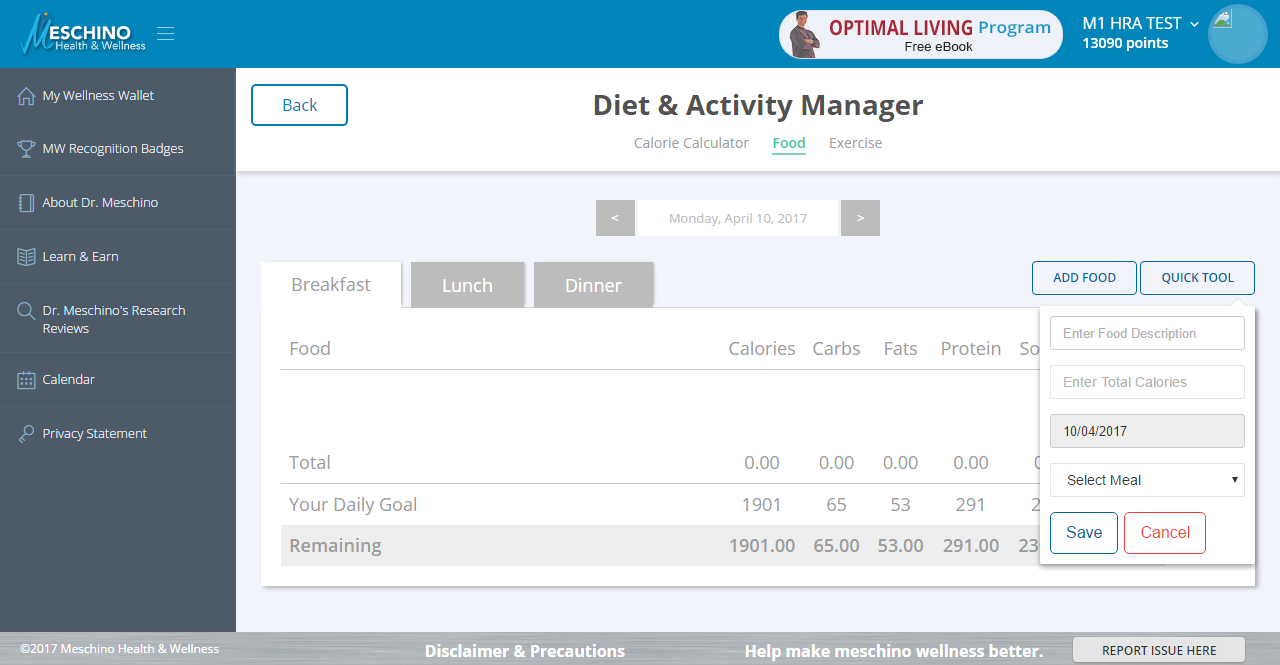 MESCHINO
Health & Wellness
OPTIMAL LIVING Program
Free eBook
M1 HRA TEST
13090 points
My Wellness Wallet
MW Recognition Badges
About Dr. Meschino
Learn & Earn
Dr. Meschino's Research
Reviews
Calendar
Privacy Statement
Back
Diet & Activity Manager
Calorie Calculator Food Exercise
< Monday, April 10, 2017 >
Breakfast Lunch Dinner
ADD FOOD QUICK TOOL
Food Calories Carbs Fats Protein So
Total 0.00 0.00 0.00 0.00
Your Daily Goal 1901 65 53 291 2
Remaining 1901.00 65.00 53.00 291.00 23
Enter Food Description
Enter Total Calories
10/04/2017
Select Meal
Save Cancel
©2017 Meschino Health & Wellness
Disclaimer & Precautions
Help make meschino wellness better.
REPORT ISSUE HERE